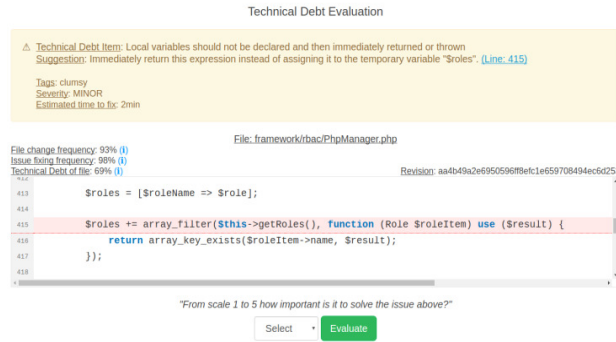 Technical Debt Evaluation
⚠ Technical Debt Item: Local variables should not be declared and then immediately returned or thrown
Suggestion: Immediately return this expression instead of assigning it to the temporary variable "$roles". (Line: 415)
Tags: clumsy
Severity: MINOR
Estimated time to fix: 2min
File: framework/rbac/PhpManager.php
File change frequency: 93% (i)
Issue fixing frequency: 98% (i)
Technical Debt of file: 69% (i) Revision: aa4b49a2e6950596ff8efc1e659708494ec6d25
412
413 $roles = [$roleName => $role];
414
415 $roles += array_filter($this->getRoles(), function (Role $roleItem) use ($result) {
416 return array_key_exists($roleItem->name, $result);
417 });
418
"From scale 1 to 5 how important is it to solve the issue above?"
Select Evaluate